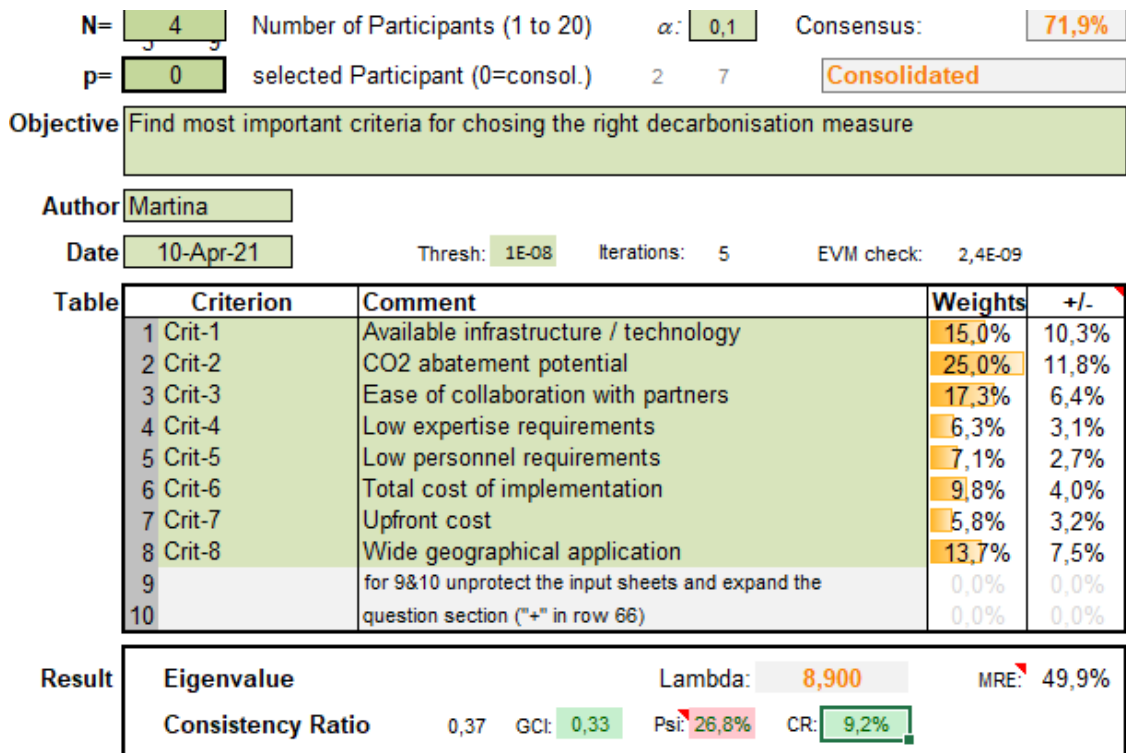 N= 4 Number of Participants (1 to 20) α: 0,1 Consensus: 71,9%
p= 0 selected Participant (0=consol.) 2 7 Consolidated
Objective Find most important criteria for chosing the right decarbonisation measure
Author Martina
Date 10-Apr-21 Thresh: 1E-08 Iterations: 5 EVM check: 2,4E-09
Table Criterion Comment Weights +/-
1 Crit-1 Available infrastructure / technology 15,0% 10,3%
2 Crit-2 CO2 abatement potential 25,0% 11,8%
3 Crit-3 Ease of collaboration with partners 17,3% 6,4%
4 Crit-4 Low expertise requirements 6,3% 3,1%
5 Crit-5 Low personnel requirements 7,1% 2,7%
6 Crit-6 Total cost of implementation 9,8% 4,0%
7 Crit-7 Upfront cost 5,8% 3,2%
8 Crit-8 Wide geographical application 13,7% 7,5%
9 for 9&10 unprotect the input sheets and expand the 0,0% 0,0%
10 question section ("+" in row 66) 0,0% 0,0%
Result Eigenvalue Lambda: 8,900 MRE: 49,9%
Consistency Ratio 0,37 GCI: 0,33 Psi: 26,8% CR: 9,2%